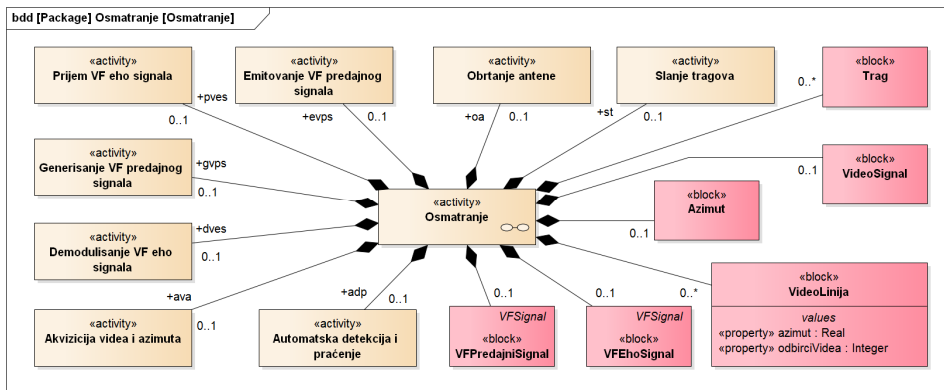 bdd [Package] Osmatranje [Osmatranje]
«activity»
Prijem VF eho signala
+pves
0..1
«activity»
Emitovanje VF predajnog
signala
+evps
0..1
«activity»
Obrtanje antene
+oa
0..1
«activity»
Slanje tragova
+st
0..1
«block»
Trag
0..*
«activity»
Generisanje VF predajnog
signala
+gvps
0..1
«block»
VideoSignal
0..1
«activity»
Osmatranje
«block»
Azimut
0..1
«activity»
Demodulisanje VF eho
signala
+dves
0..1
«activity»
Akvizicija videa i azimuta
+ava
0..1
«activity»
Automatska detekcija i
praćenje
+adp
0..1
VFSignal
«block»
VFPredajniSignal
0..1
VFSignal
«block»
VFEhoSignal
0..1
«block»
VideoLinija
values
«property» azimut : Real
«property» odbirciVidea : Integer
0..*